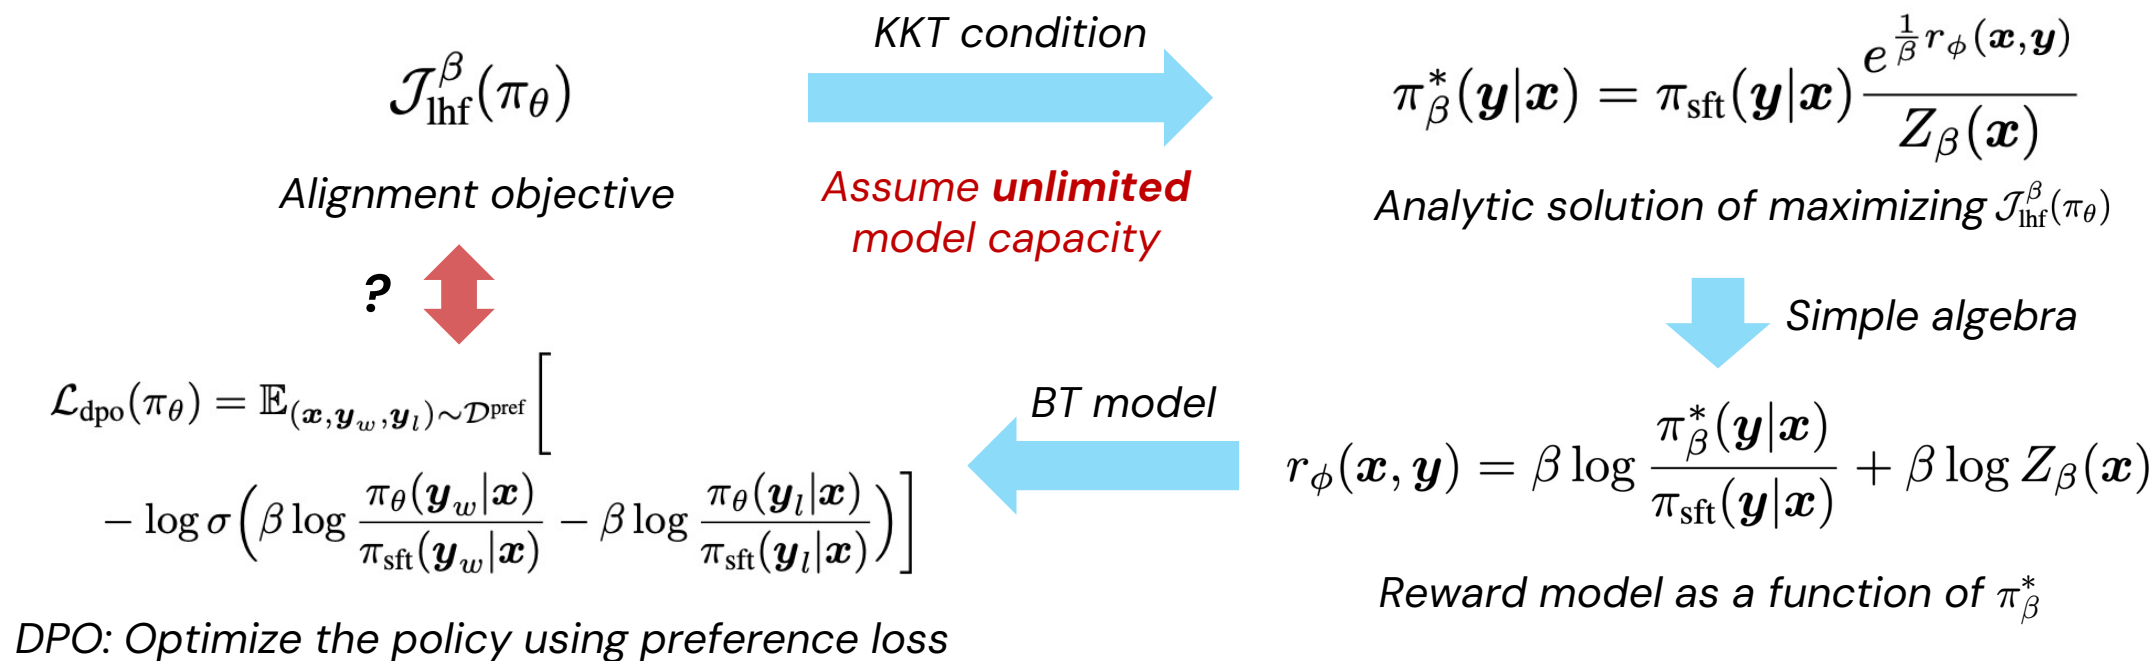 KKT condition
𝒥^β_lhf(π_θ)
Alignment objective
Assume unlimited
model capacity
π*_β(y|x) = π_sft(y|x) e^{1/β r_φ(x,y)} / Z_β(x)
Analytic solution of maximizing 𝒥^β_lhf(π_θ)
?
Simple algebra
ℒ_dpo(π_θ) = 𝔼_{(x,y_w,y_l)∼𝒟^pref} [
− log σ(β log π_θ(y_w|x) / π_sft(y_w|x) − β log π_θ(y_l|x) / π_sft(y_l|x))]
BT model
r_φ(x, y) = β log π*_β(y|x) / π_sft(y|x) + β log Z_β(x)
Reward model as a function of π*_β
DPO: Optimize the policy using preference loss